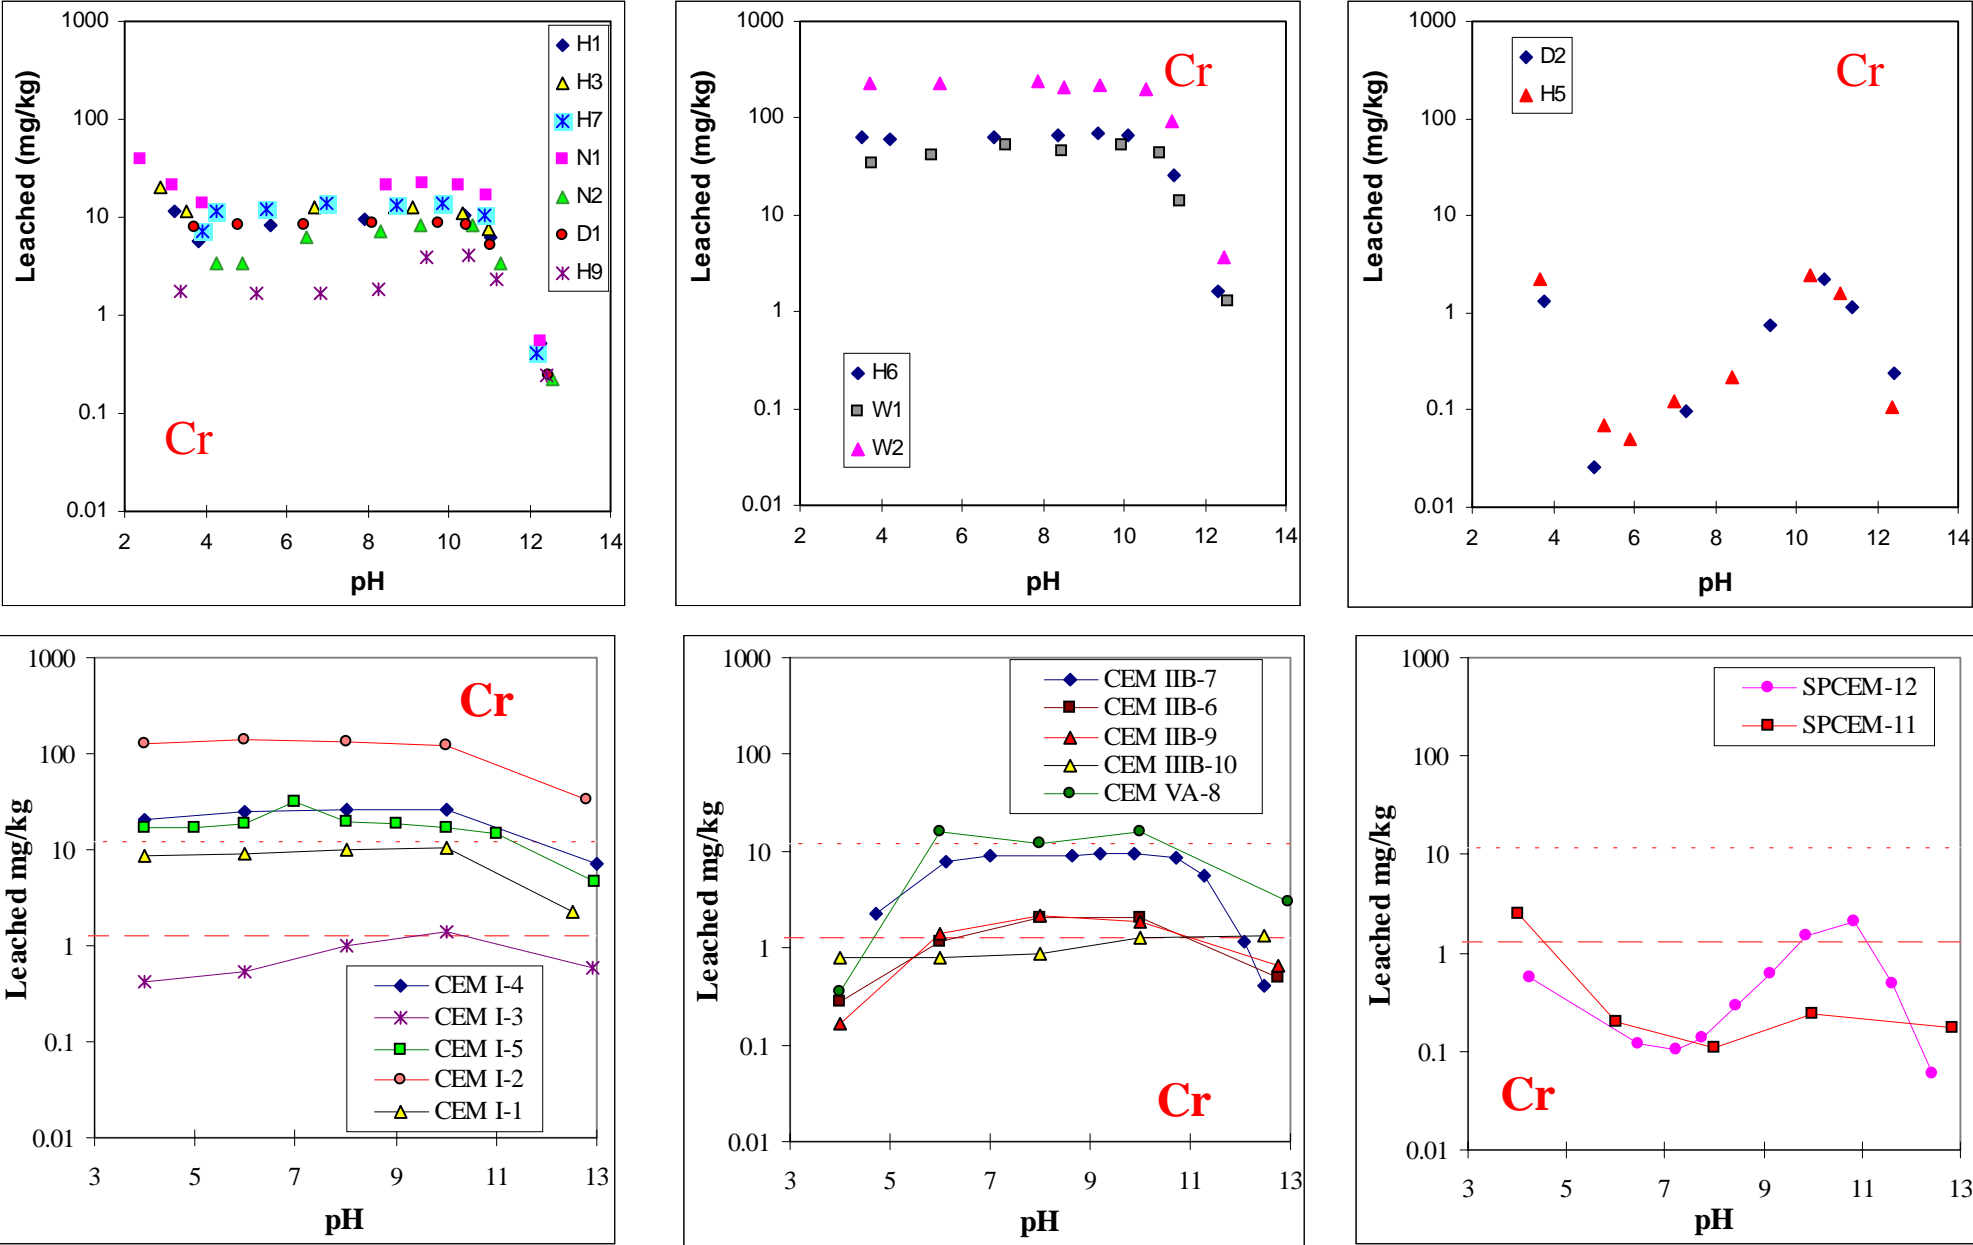 1000
100
10
1
0.1
0.01
2 4 6 8 10 12 14
Leached (mg/kg)
pH
Cr
H1
H3
H7
N1
N2
D1
H9
1000
100
10
1
0.1
0.01
2 4 6 8 10 12 14
Leached (mg/kg)
pH
Cr
H6
W1
W2
1000
100
10
1
0.1
0.01
2 4 6 8 10 12 14
Leached (mg/kg)
pH
Cr
D2
H5
1000
100
10
1
0.1
0.01
3 5 7 9 11 13
Leached mg/kg
pH
Cr
CEM I-4
CEM I-3
CEM I-5
CEM I-2
CEM I-1
1000
100
10
1
0.1
0.01
3 5 7 9 11 13
Leached mg/kg
pH
Cr
CEM IIB-7
CEM IIB-6
CEM IIB-9
CEM IIIB-10
CEM VA-8
1000
100
10
1
0.1
0.01
3 5 7 9 11 13
Leached mg/kg
pH
Cr
SPCEM-12
SPCEM-11